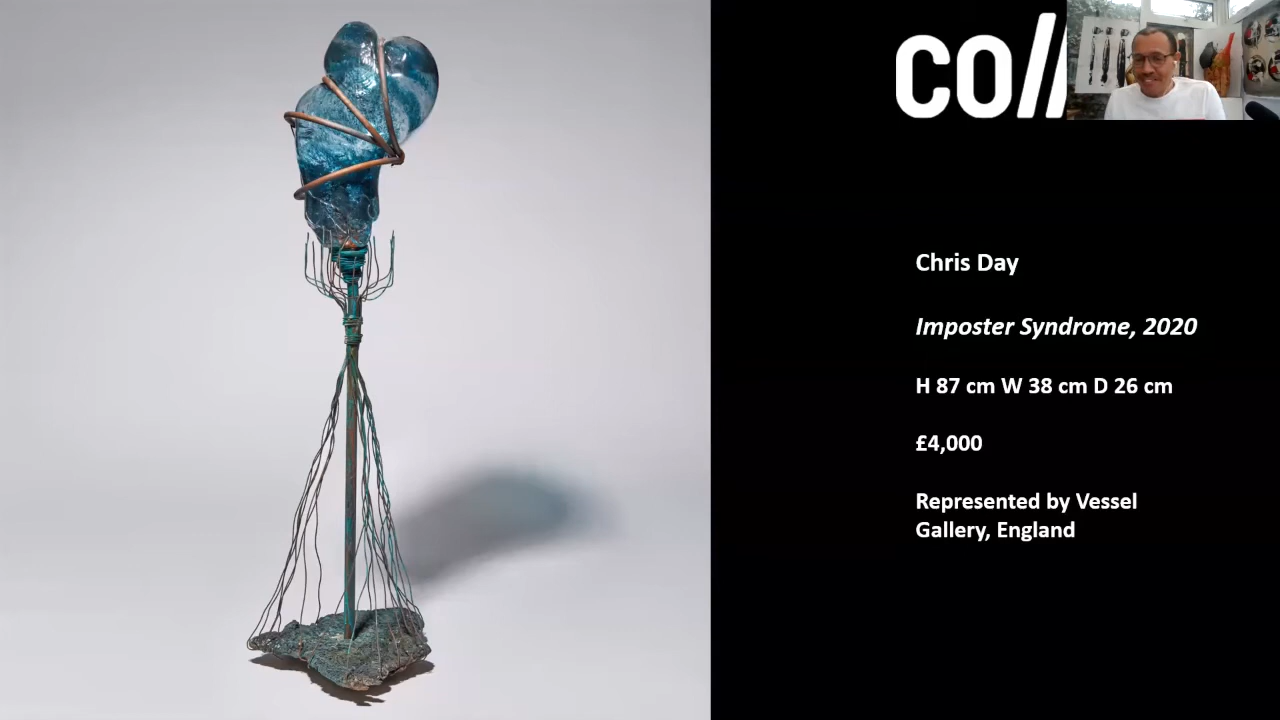 co//
Chris Day
Imposter Syndrome, 2020
H 87 cm W 38 cm D 26 cm
£4,000
Represented by Vessel
Gallery, England